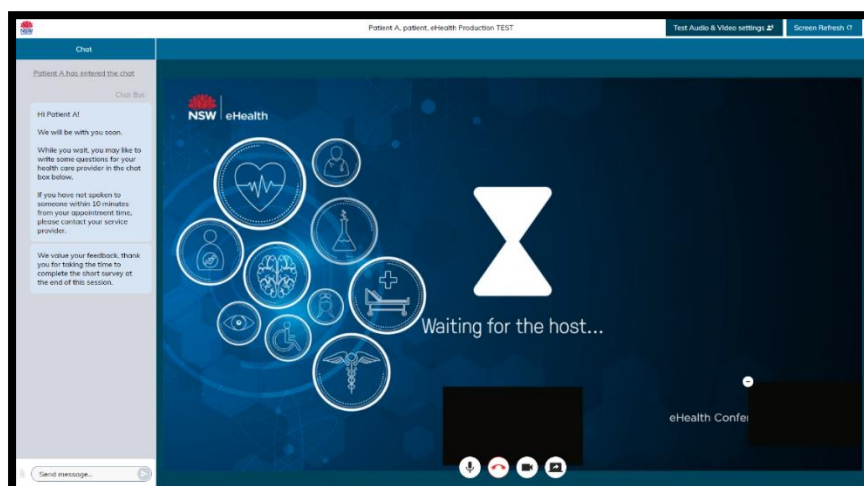 NSW
Patient A, patient, eHealth Production TEST
Test Audio & Video settings
Screen Refresh
Chat
Patient A has entered the chat
Chat Bot
Hi Patient A!
We will be with you soon.
While you wait, you may like to
write some questions for your
health care provider in the chat
box below.
If you have not spoken to
someone within 10 minutes
from your appointment time,
please contact your service
provider.
We value your feedback, thank
you for taking the time to
complete the short survey at
the end of this session.
Send message...
NSW eHealth
Waiting for the host...
eHealth Confe